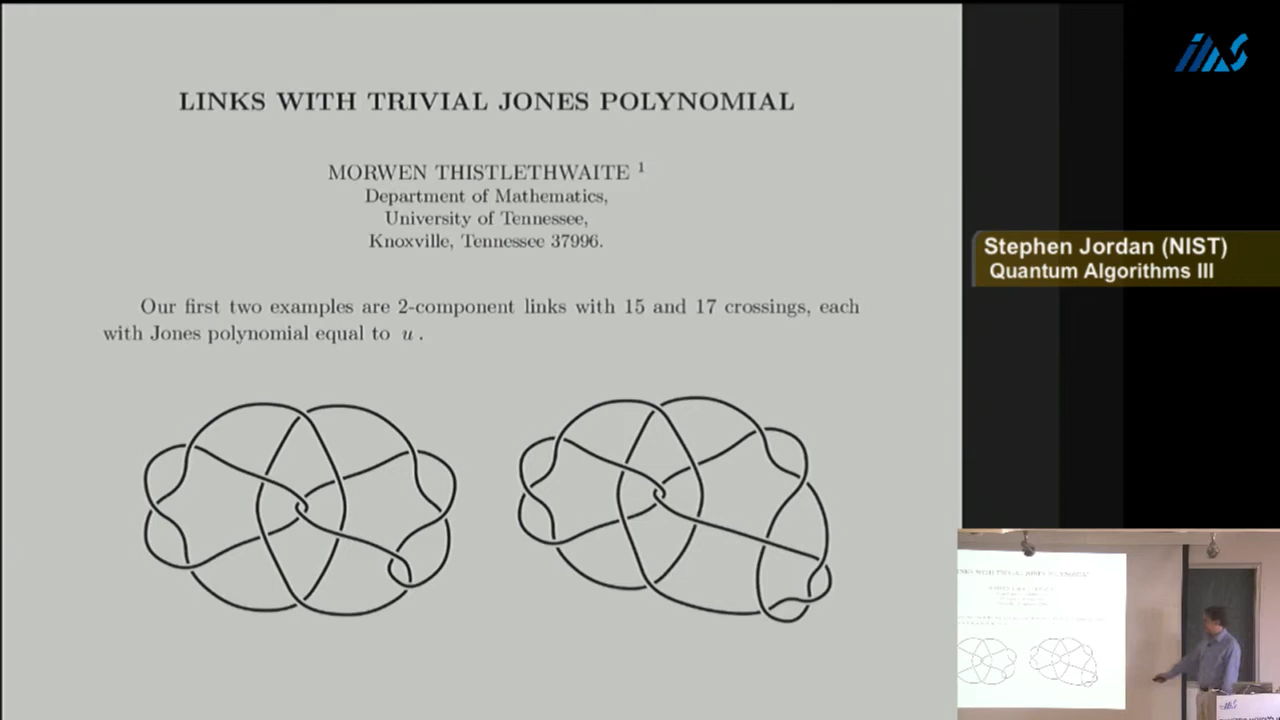 LINKS WITH TRIVIAL JONES POLYNOMIAL
MORWEN THISTLETHWAITE 1
Department of Mathematics,
University of Tennessee,
Knoxville, Tennessee 37996.
Our first two examples are 2-component links with 15 and 17 crossings, each
with Jones polynomial equal to u .
Stephen Jordan (NIST)
Quantum Algorithms III